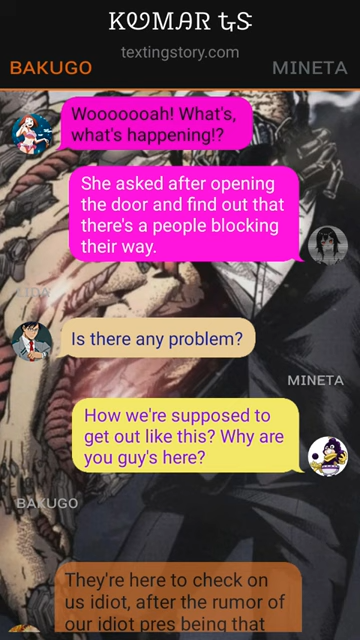 KUMAR GS
textingstory.com
BAKUGO
MINETA
Wooooooah! What's,
what's happening!?
She asked after opening
the door and find out that
there's a people blocking
their way.
IIDA
Is there any problem?
MINETA
How we're supposed to
get out like this? Why are
you guy's here?
BAKUGO
They're here to check on
us idiot, after the rumor of
our idiot pres being that